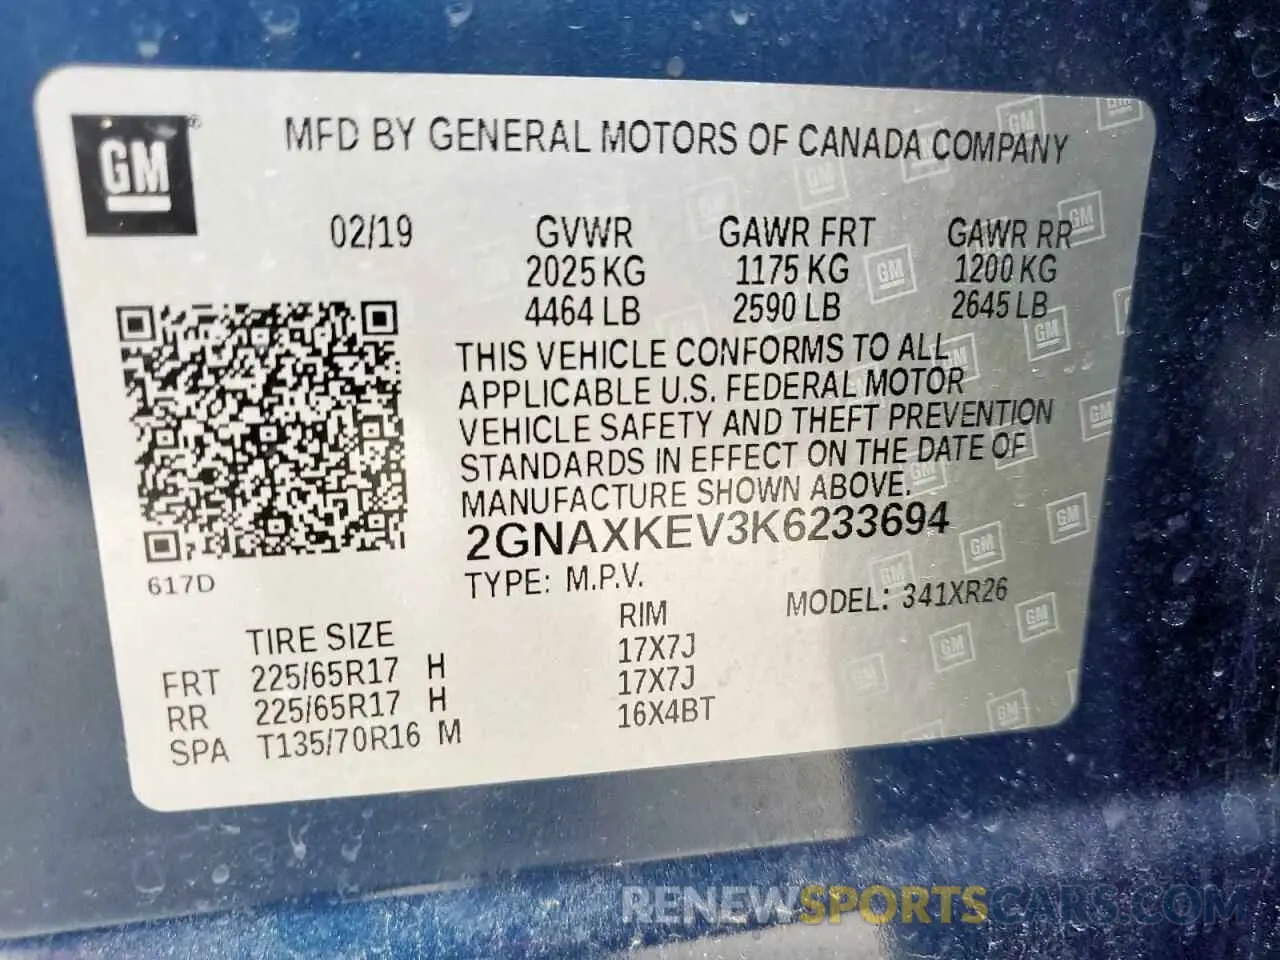 GM®
MFD BY GENERAL MOTORS OF CANADA COMPANY
02/19 GVWR GAWR FRT GAWR RR
2025 KG 1175 KG 1200 KG
4464 LB 2590 LB 2645 LB
THIS VEHICLE CONFORMS TO ALL
APPLICABLE U.S. FEDERAL MOTOR
VEHICLE SAFETY AND THEFT PREVENTION
STANDARDS IN EFFECT ON THE DATE OF
MANUFACTURE SHOWN ABOVE.
2GNAXKEV3K6233694
617D
TYPE: M.P.V. MODEL: 341XR26
TIRE SIZE RIM
FRT 225/65R17 H 17X7J
RR 225/65R17 H 17X7J
SPA T135/70R16 M 16X4BT
RENEWSPORTSCARS.COM